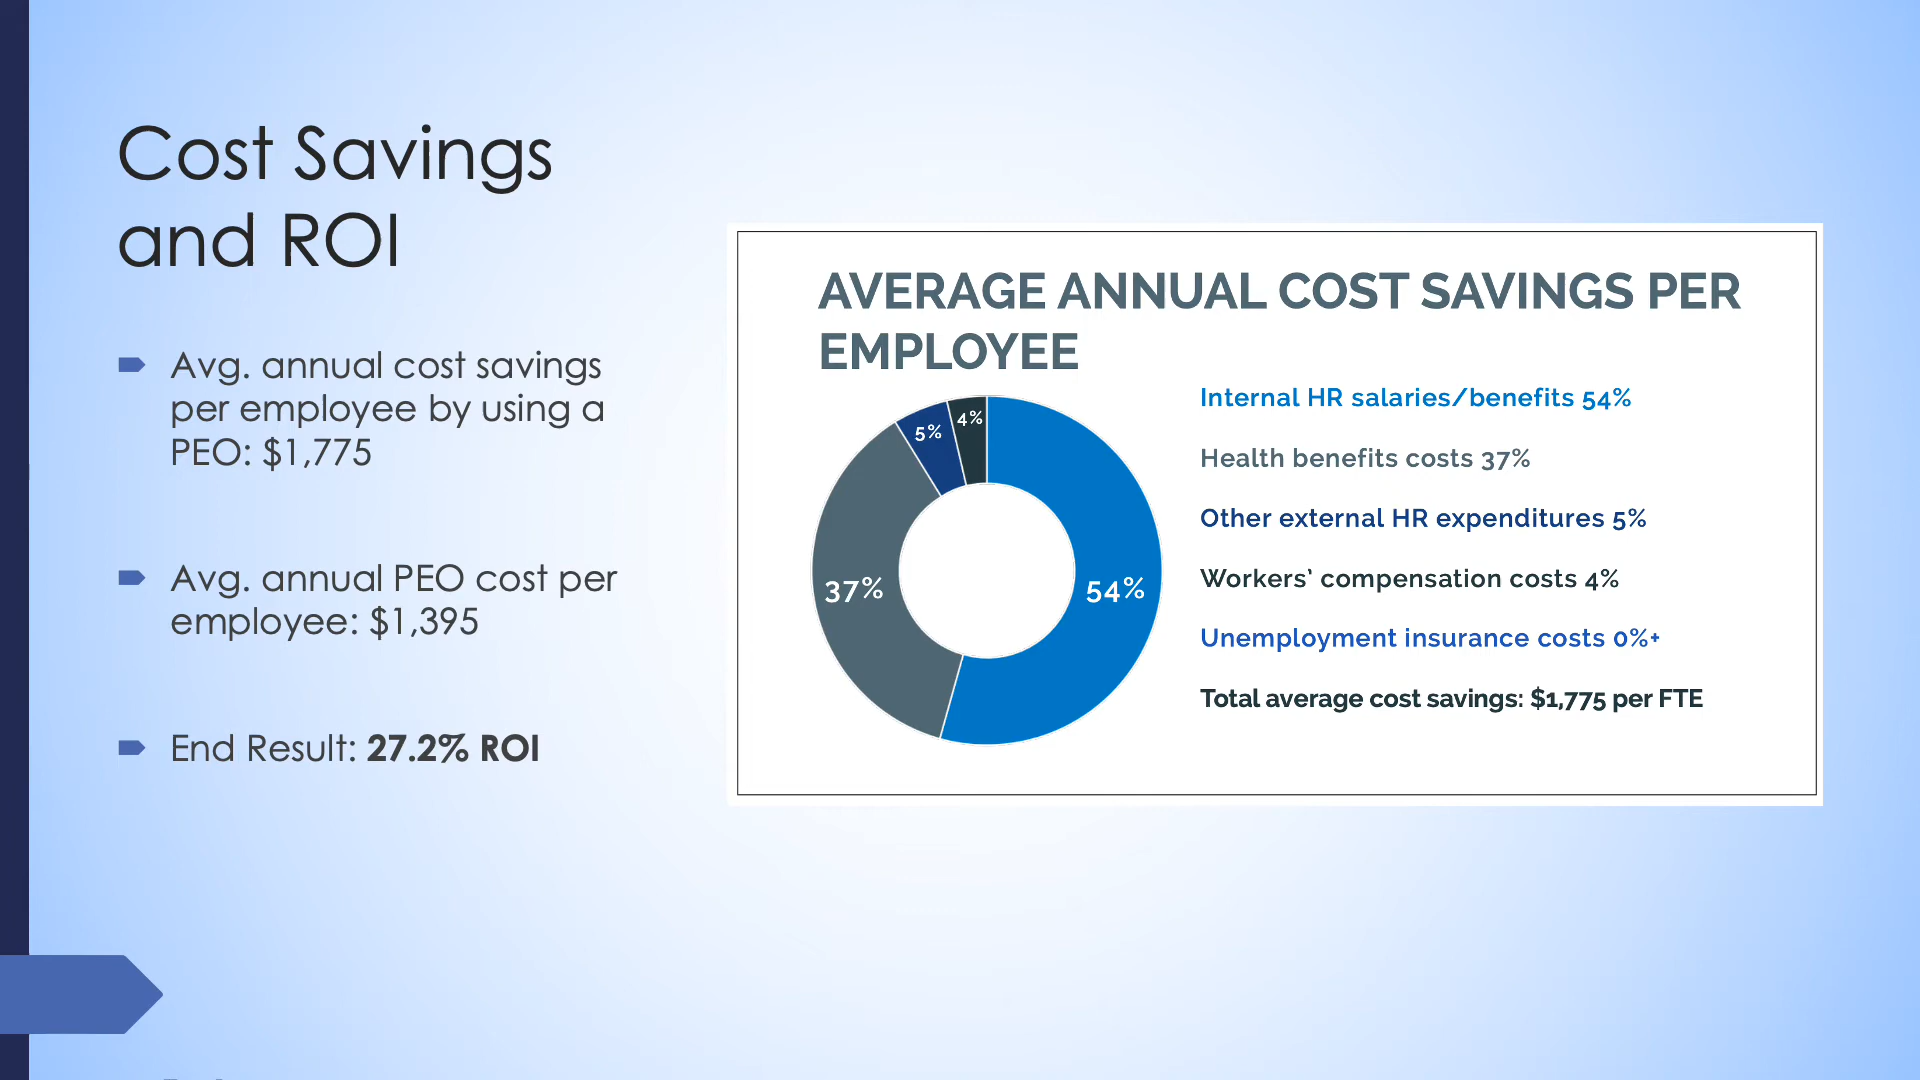 Cost Savings
and ROI
Avg. annual cost savings
per employee by using a
PEO: $1,775
Avg. annual PEO cost per
employee: $1,395
End Result: 27.2% ROI
AVERAGE ANNUAL COST SAVINGS PER
EMPLOYEE
5%
4%
37%
54%
Internal HR salaries/benefits 54%
Health benefits costs 37%
Other external HR expenditures 5%
Workers' compensation costs 4%
Unemployment insurance costs 0%+
Total average cost savings: $1,775 per FTE